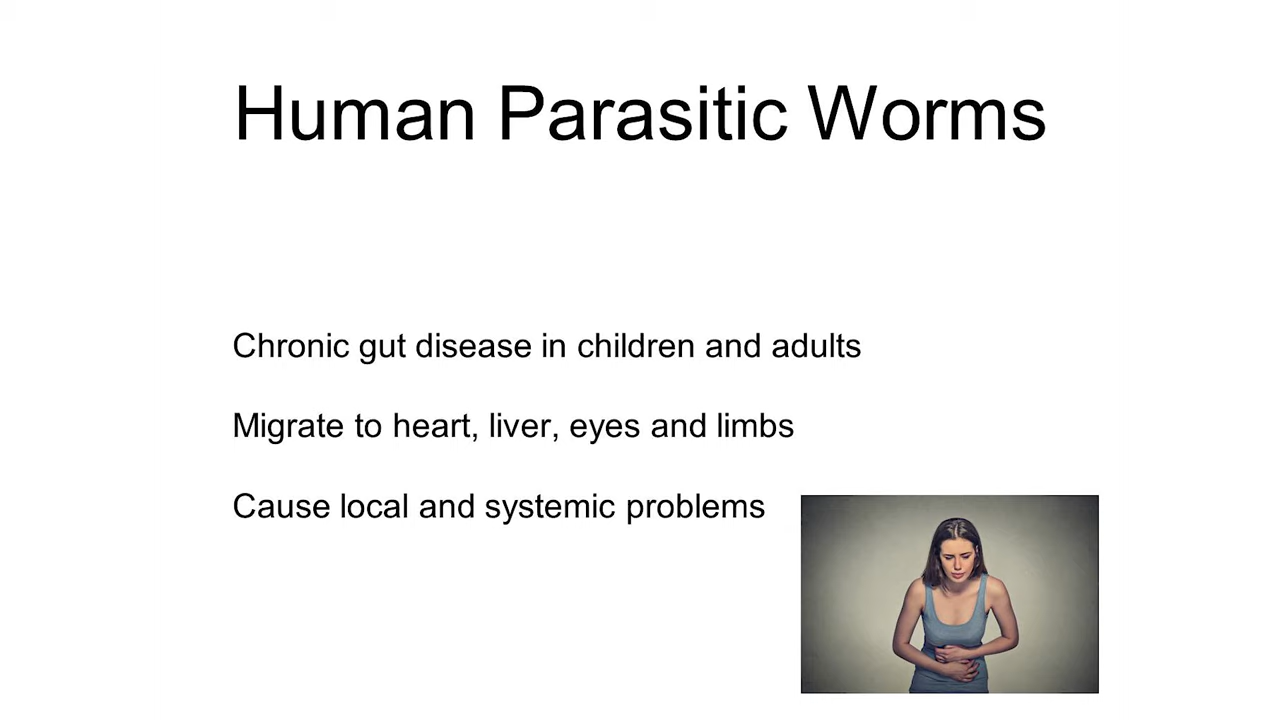 Human Parasitic Worms
Chronic gut disease in children and adults
Migrate to heart, liver, eyes and limbs
Cause local and systemic problems